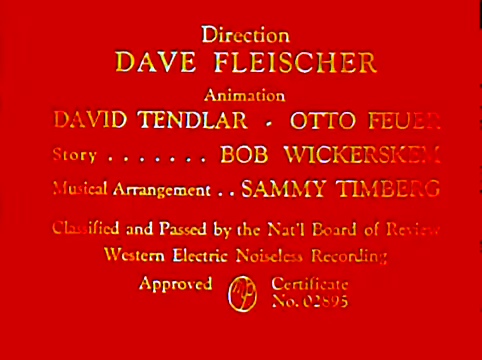 Direction
DAVE FLEISCHER
Animation
DAVID TENDLAR - OTTO FEUER
Story . . . . . . . BOB WICKERSKEM
Musical Arrangement . . SAMMY TIMBERG
Classified and Passed by the Nat'l Board of Review
Western Electric Noiseless Recording
Approved Certificate
No. 02895